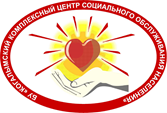 БУ «КОГАЛЫМСКИЙ КОМПЛЕКСНЫЙ ЦЕНТР СОЦИАЛЬНОГО ОБСЛУЖИВАНИЯ НАСЕЛЕНИЯ»